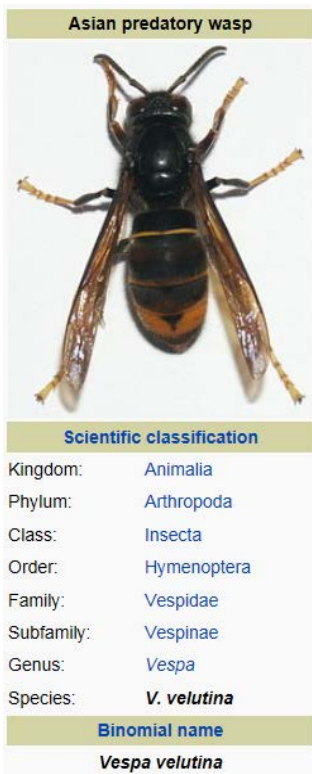 Asian predatory wasp
Scientific classification
Kingdom: Animalia
Phylum: Arthropoda
Class: Insecta
Order: Hymenoptera
Family: Vespidae
Subfamily: Vespinae
Genus: Vespa
Species: V. velutina
Binomial name
Vespa velutina